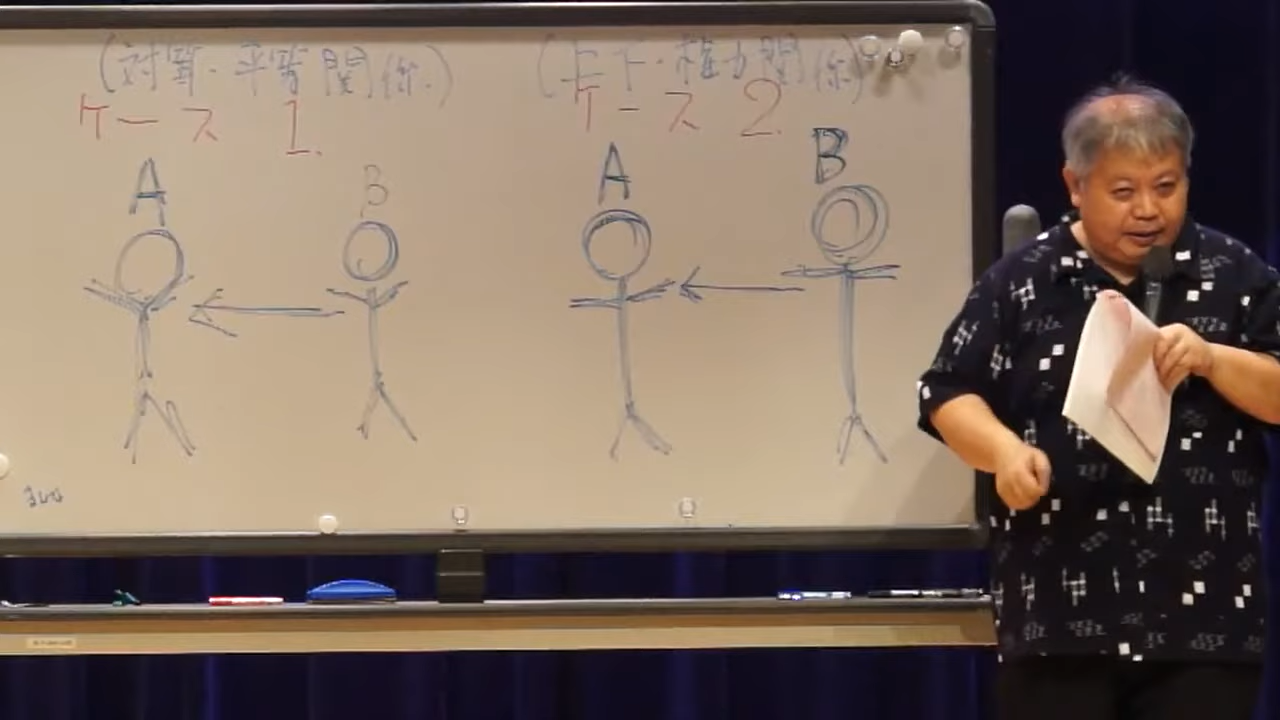 (対等・平等関係)
ケース 1.
A
B
(上下・権力関係)
ケース 2.
A
B